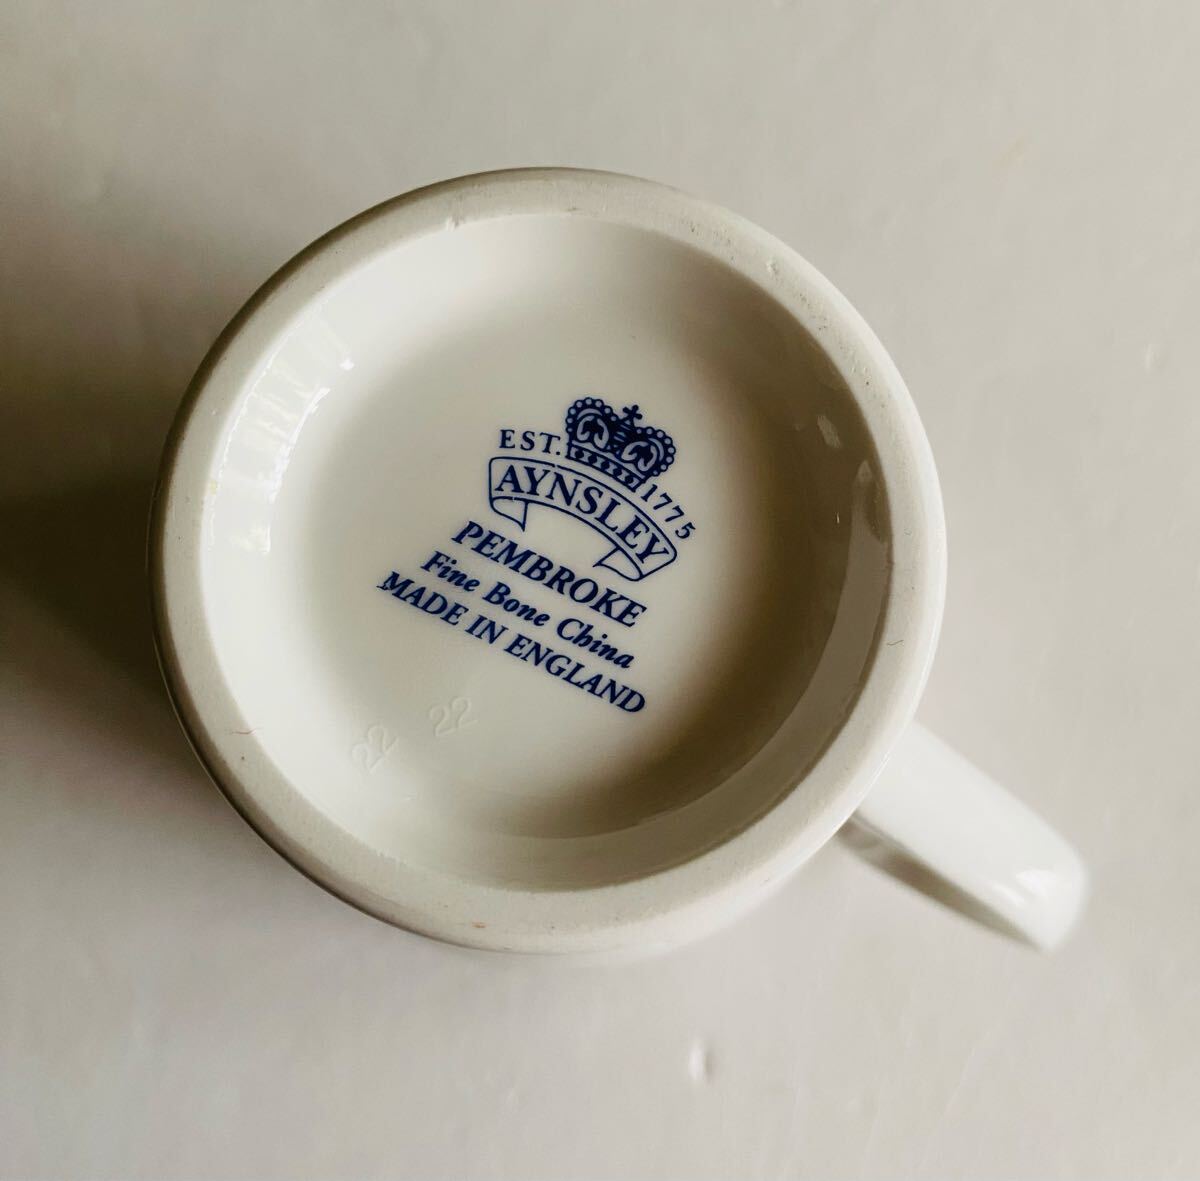 EST. 1775
AYNSLEY
PEMBROKE
Fine Bone China
MADE IN ENGLAND
22 22